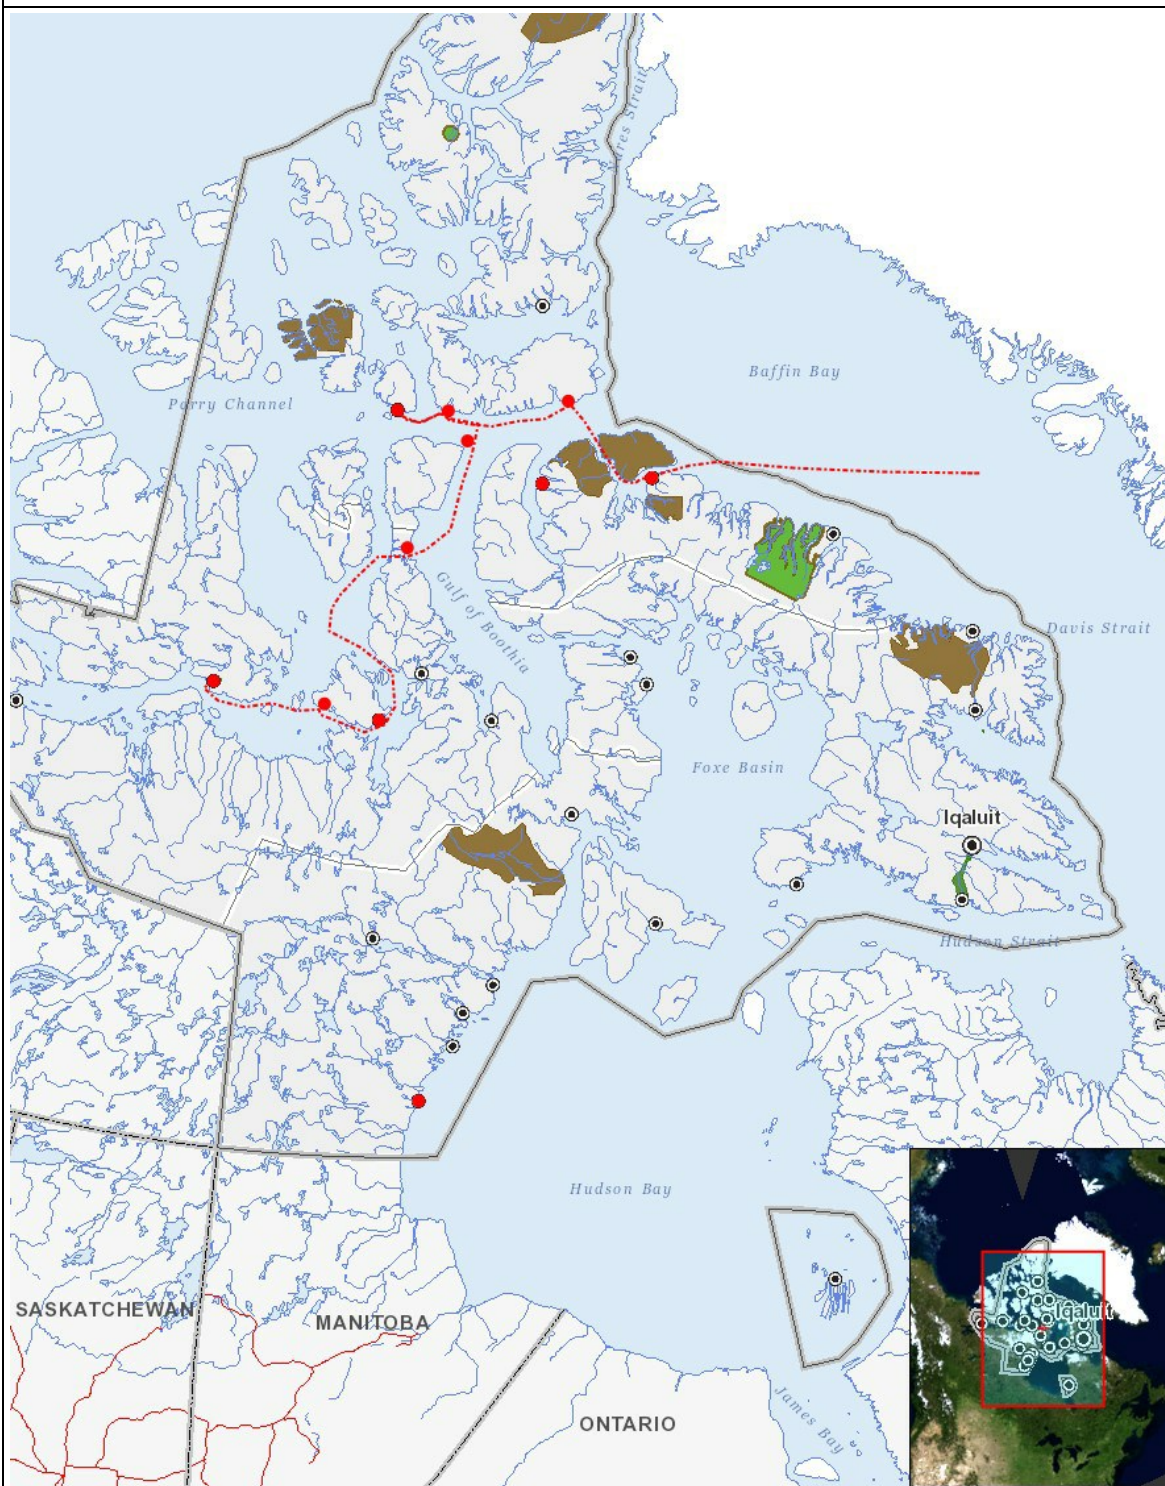 Baffin Bay
Parry Channel
Gulf of Boothia
Davis Strait
Foxe Basin
Iqaluit
Hudson Strait
Hudson Bay
Iqaluit
SASKATCHEWAN
MANITOBA
ONTARIO
James Bay
Strait